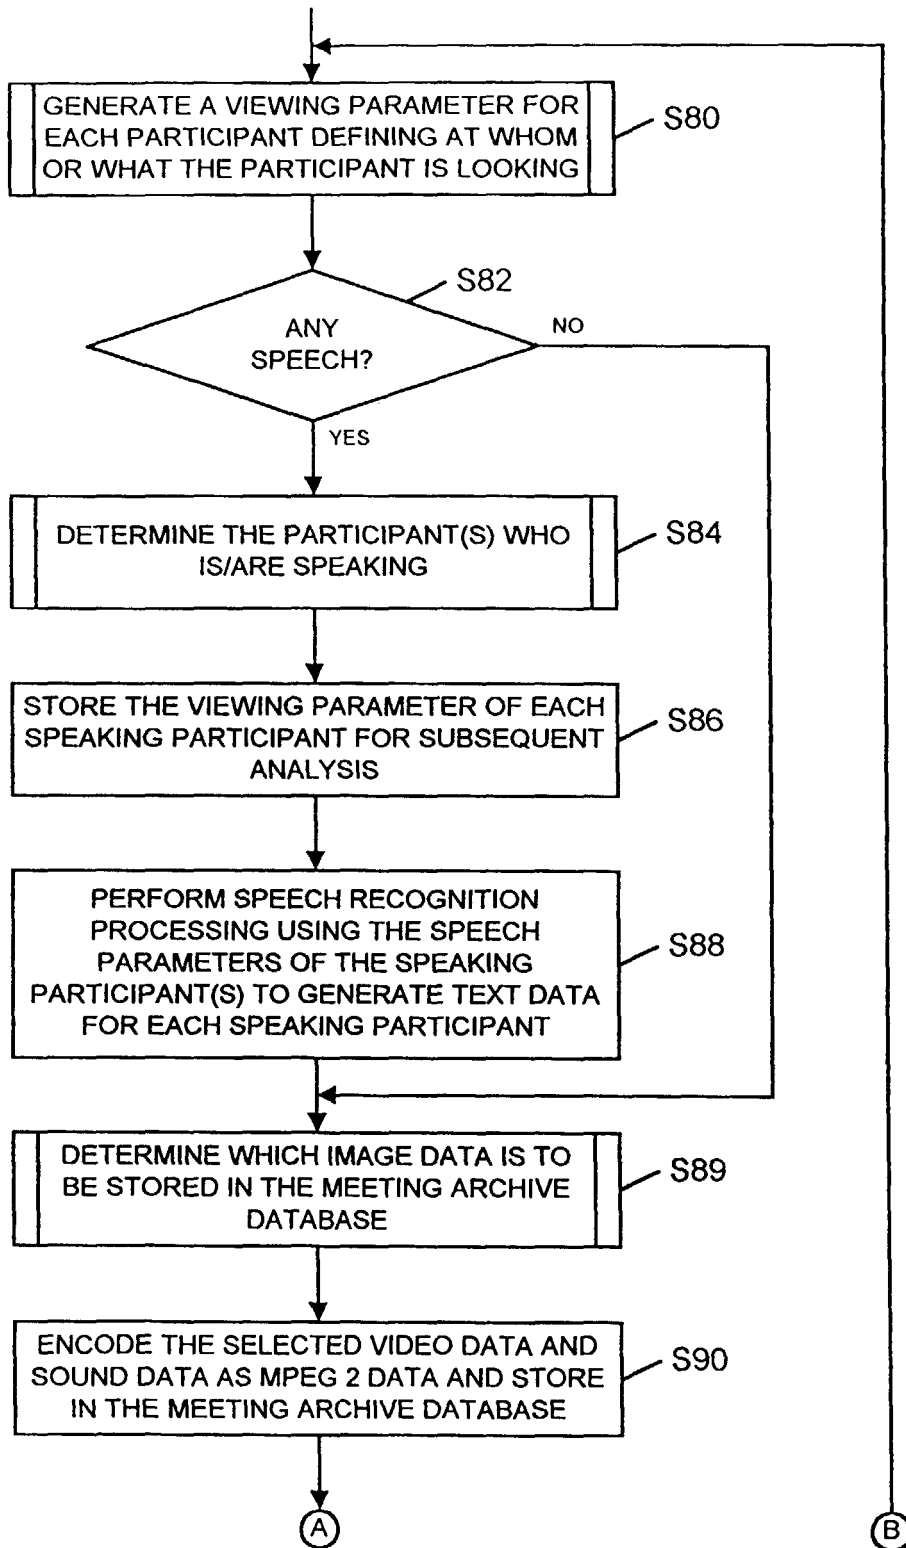 GENERATE A VIEWING PARAMETER FOR
EACH PARTICIPANT DEFINING AT WHOM
OR WHAT THE PARTICIPANT IS LOOKING
S80
S82
ANY
SPEECH?
NO
YES
DETERMINE THE PARTICIPANT(S) WHO
IS/ARE SPEAKING
S84
STORE THE VIEWING PARAMETER OF EACH
SPEAKING PARTICIPANT FOR SUBSEQUENT
ANALYSIS
S86
PERFORM SPEECH RECOGNITION
PROCESSING USING THE SPEECH
PARAMETERS OF THE SPEAKING
PARTICIPANT(S) TO GENERATE TEXT DATA
FOR EACH SPEAKING PARTICIPANT
S88
DETERMINE WHICH IMAGE DATA IS TO
BE STORED IN THE MEETING ARCHIVE
DATABASE
S89
ENCODE THE SELECTED VIDEO DATA AND
SOUND DATA AS MPEG 2 DATA AND STORE
IN THE MEETING ARCHIVE DATABASE
S90
A
B